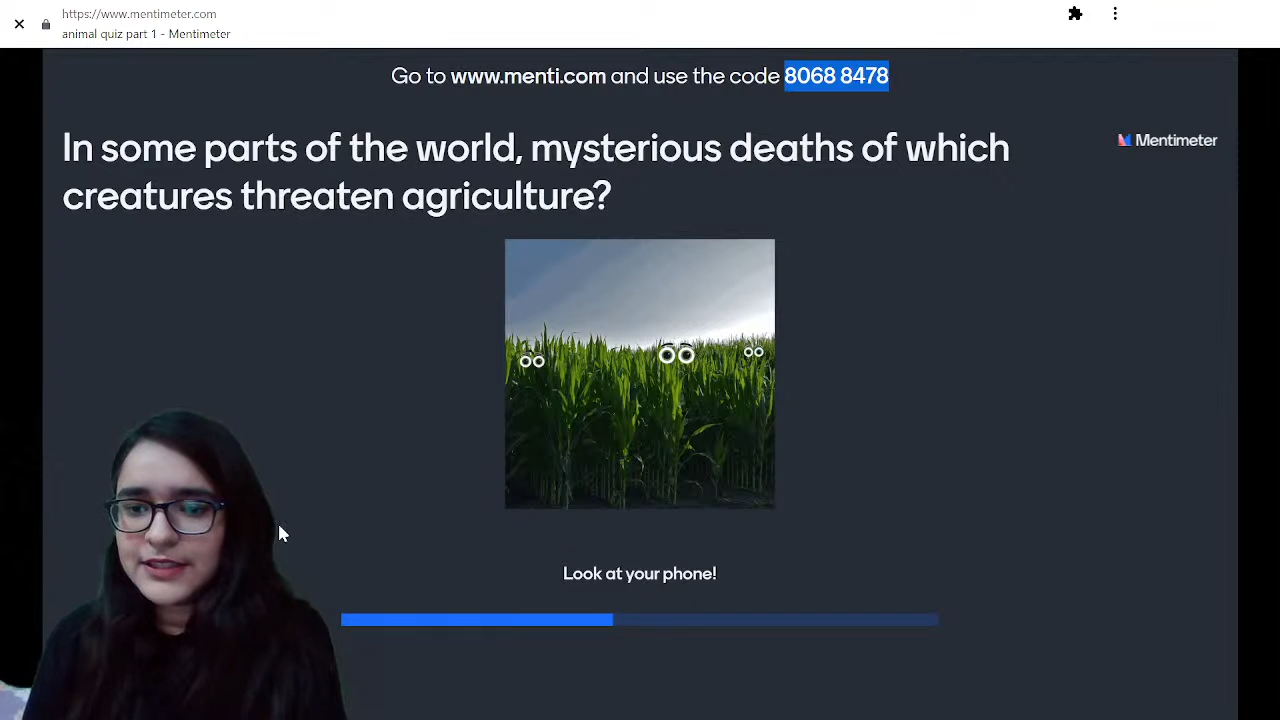 https://www.mentimeter.com
animal quiz part 1 - Mentimeter
Go to www.menti.com and use the code 8068 8478
In some parts of the world, mysterious deaths of which
creatures threaten agriculture?
Mentimeter
Look at your phone!